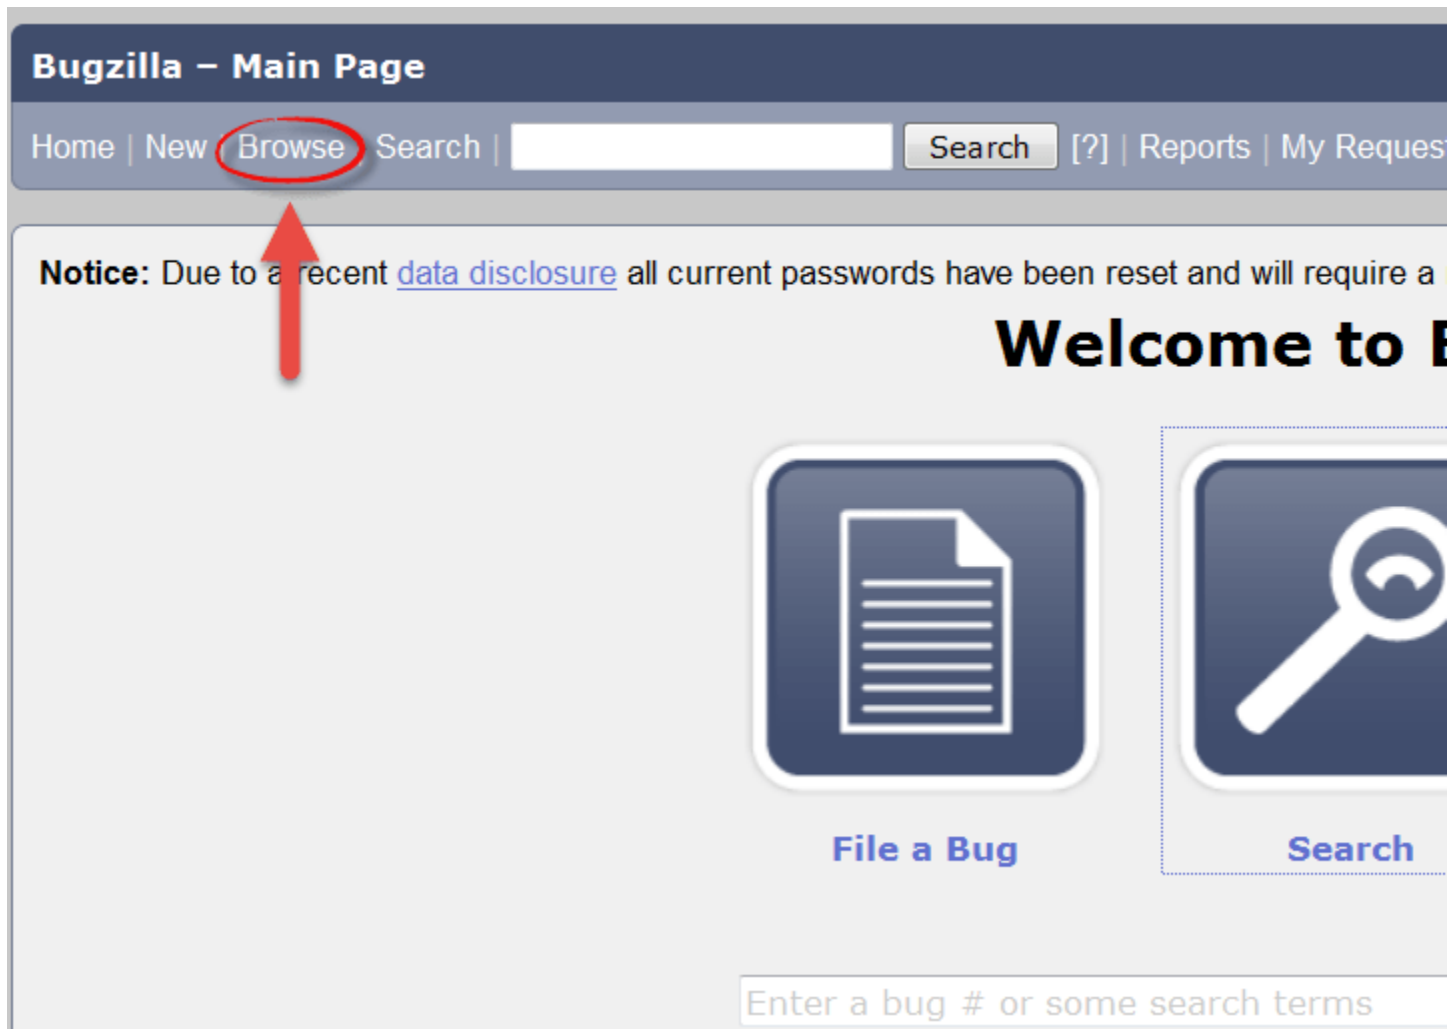 Bugzilla – Main Page
Home | New | Browse | Search | Search [?] | Reports | My Request
Notice: Due to a recent data disclosure all current passwords have been reset and will require a
Welcome to
File a Bug
Search
Enter a bug # or some search terms